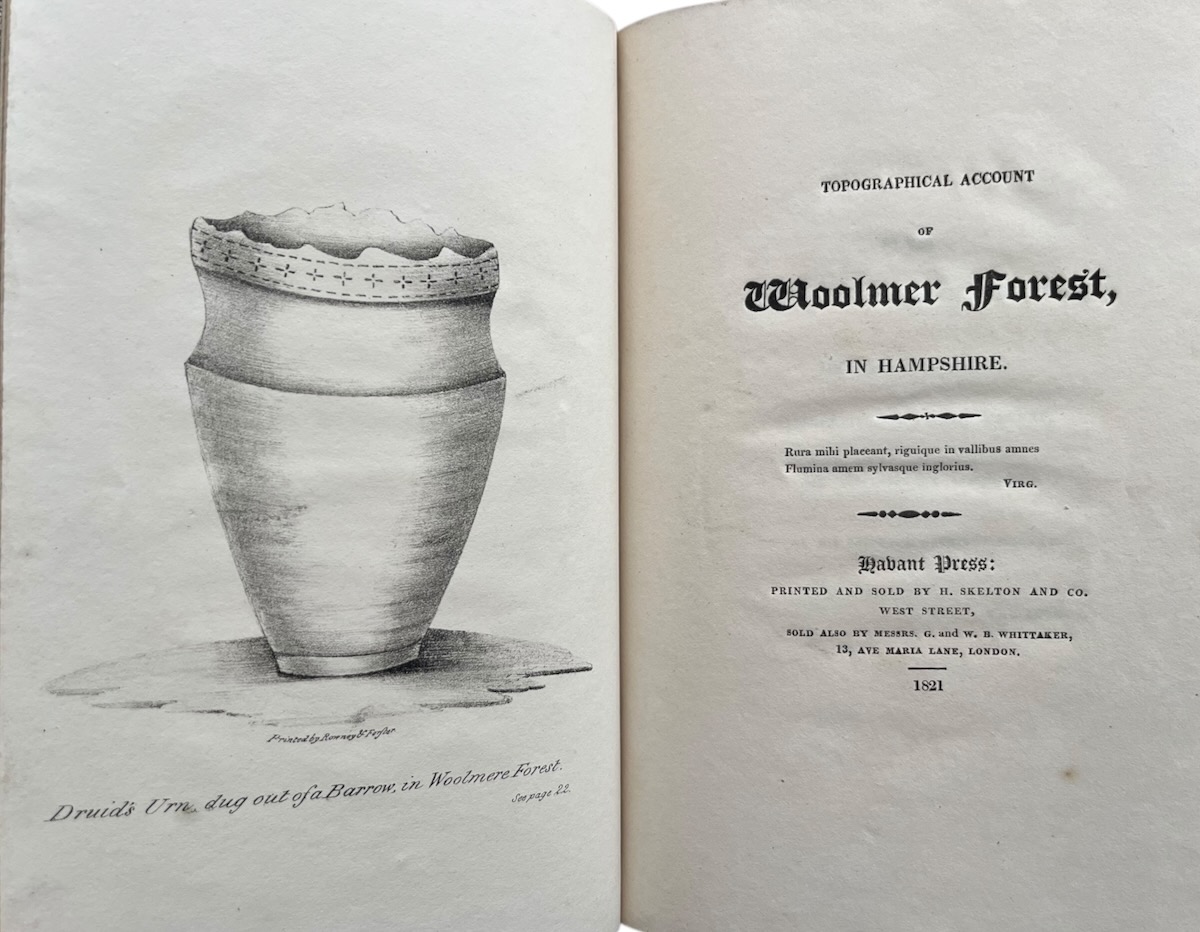 Printed by Rowney & Forster
Druid's Urn, dug out of a Barrow, in Woolmere Forest.
See page 22.
TOPOGRAPHICAL ACCOUNT
OF
Woolmer Forest,
IN HAMPSHIRE.
Rura mihi placeant, riguique in vallibus amnes
Flumina amem sylvasque inglorius.
VIRG.
Havant Press:
PRINTED AND SOLD BY H. SKELTON AND CO.
WEST STREET,
SOLD ALSO BY MESSRS. G. and W. B. WHITTAKER,
13, AVE MARIA LANE, LONDON.
1821